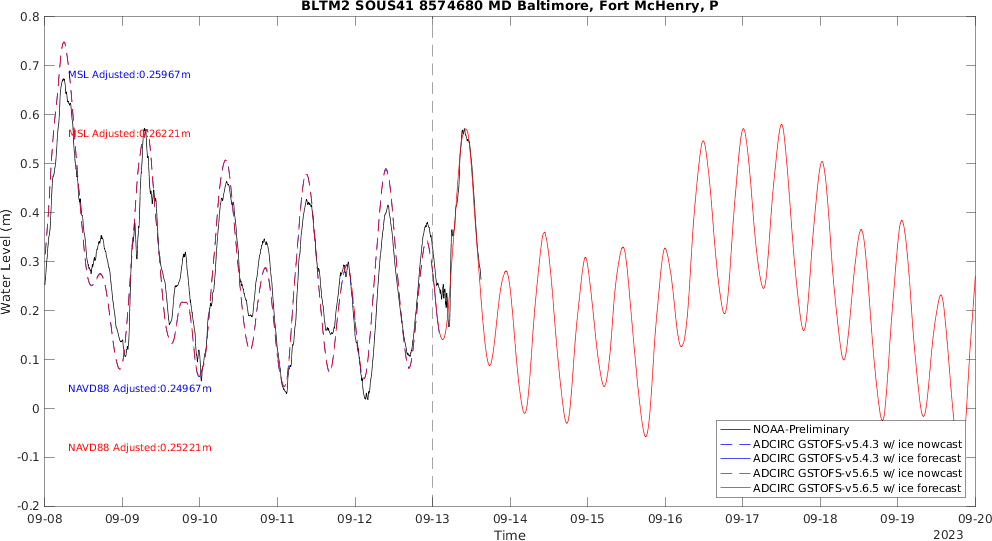 BLTM2 SOUS41 8574680 MD Baltimore, Fort McHenry, P
Water Level (m)
0.8
0.7
0.6
0.5
0.4
0.3
0.2
0.1
0
-0.1
-0.2
MSL Adjusted:0.25967m
MSL Adjusted:0.26221m
NAVD88 Adjusted:0.24967m
NAVD88 Adjusted:0.25221m
NOAA-Preliminary
ADCIRC GSTOFS-v5.4.3 w/ ice nowcast
ADCIRC GSTOFS-v5.4.3 w/ ice forecast
ADCIRC GSTOFS-v5.6.5 w/ ice nowcast
ADCIRC GSTOFS-v5.6.5 w/ ice forecast
09-08 09-09 09-10 09-11 09-12 09-13 09-14 09-15 09-16 09-17 09-18 09-19 09-20
Time
2023